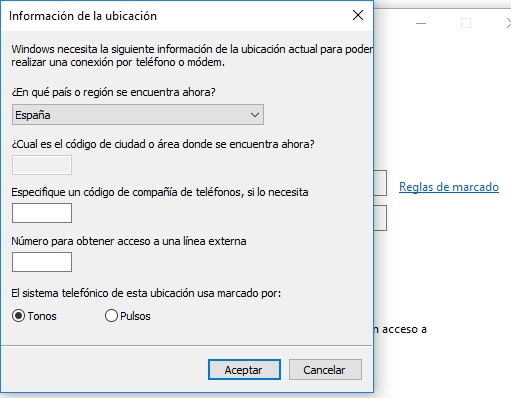 Información de la ubicación
Windows necesita la siguiente información de la ubicación actual para poder
realizar una conexión por teléfono o módem.
¿En qué país o región se encuentra ahora?
España
¿Cual es el código de ciudad o área donde se encuentra ahora?
Especifique un código de compañía de teléfonos, si lo necesita
Reglas de marcado
Número para obtener acceso a una línea externa
El sistema telefónico de esta ubicación usa marcado por:
Tonos
Pulsos
n acceso a
Aceptar
Cancelar